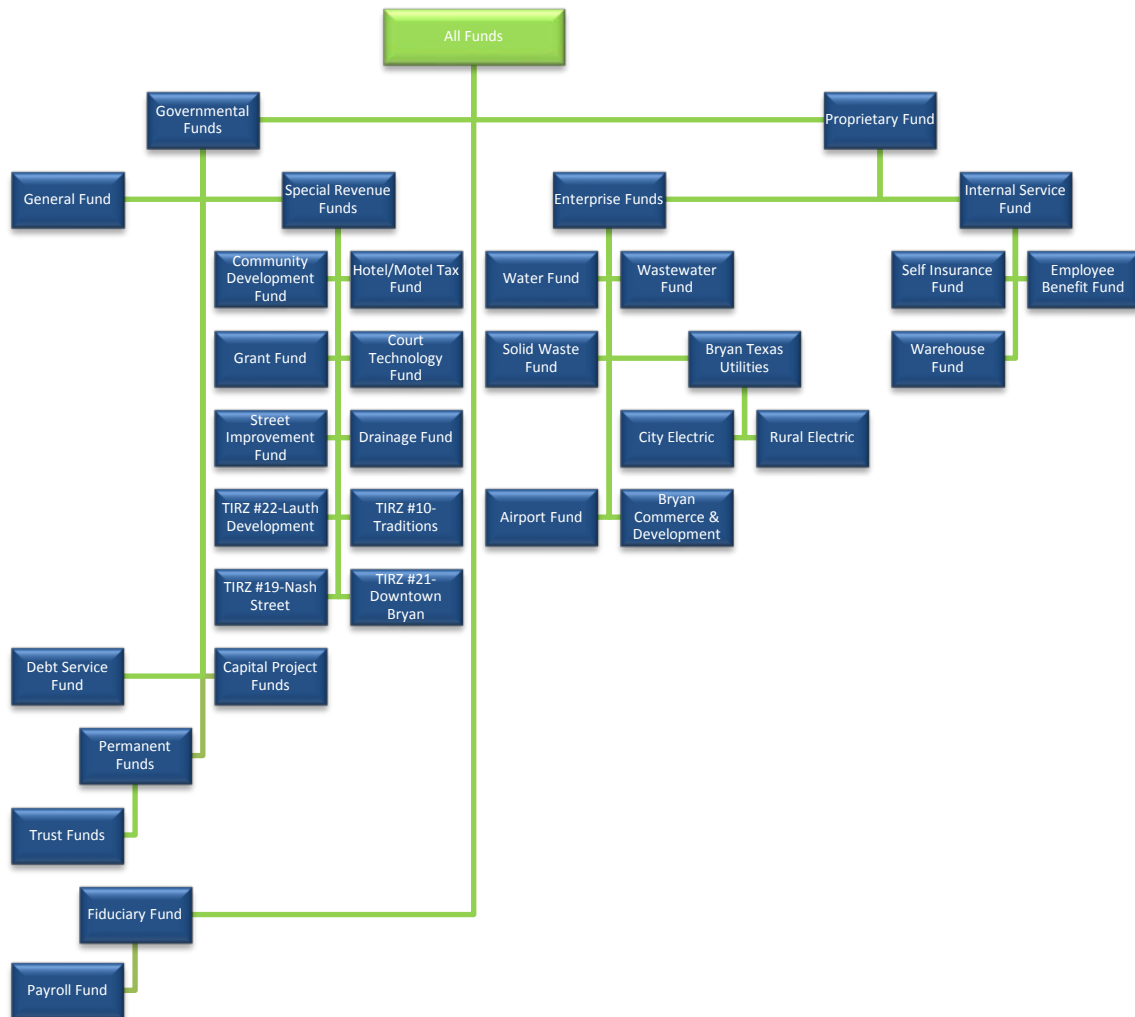 All Funds
Governmental
Funds
Proprietary Fund
General Fund
Special Revenue
Funds
Enterprise Funds
Internal Service
Fund
Community
Development
Fund
Hotel/Motel Tax
Fund
Water Fund
Wastewater
Fund
Self Insurance
Fund
Employee
Benefit Fund
Grant Fund
Court
Technology
Fund
Solid Waste
Fund
Bryan Texas
Utilities
Warehouse
Fund
Street
Improvement
Fund
Drainage Fund
City Electric
Rural Electric
TIRZ #22-Lauth
Development
TIRZ #10-
Traditions
Airport Fund
Bryan
Commerce &
Development
TIRZ #19-Nash
Street
TIRZ #21-
Downtown
Bryan
Debt Service
Fund
Capital Project
Funds
Permanent
Funds
Trust Funds
Fiduciary Fund
Payroll Fund